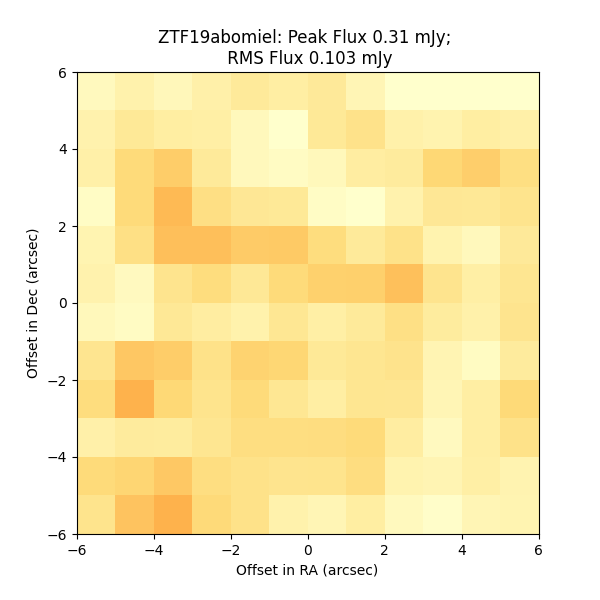 ZTF19abomiel: Peak Flux 0.31 mJy;
RMS Flux 0.103 mJy
6
4
2
0
−2
−4
−6
Offset in Dec (arcsec)
−6 −4 −2 0 2 4 6
Offset in RA (arcsec)